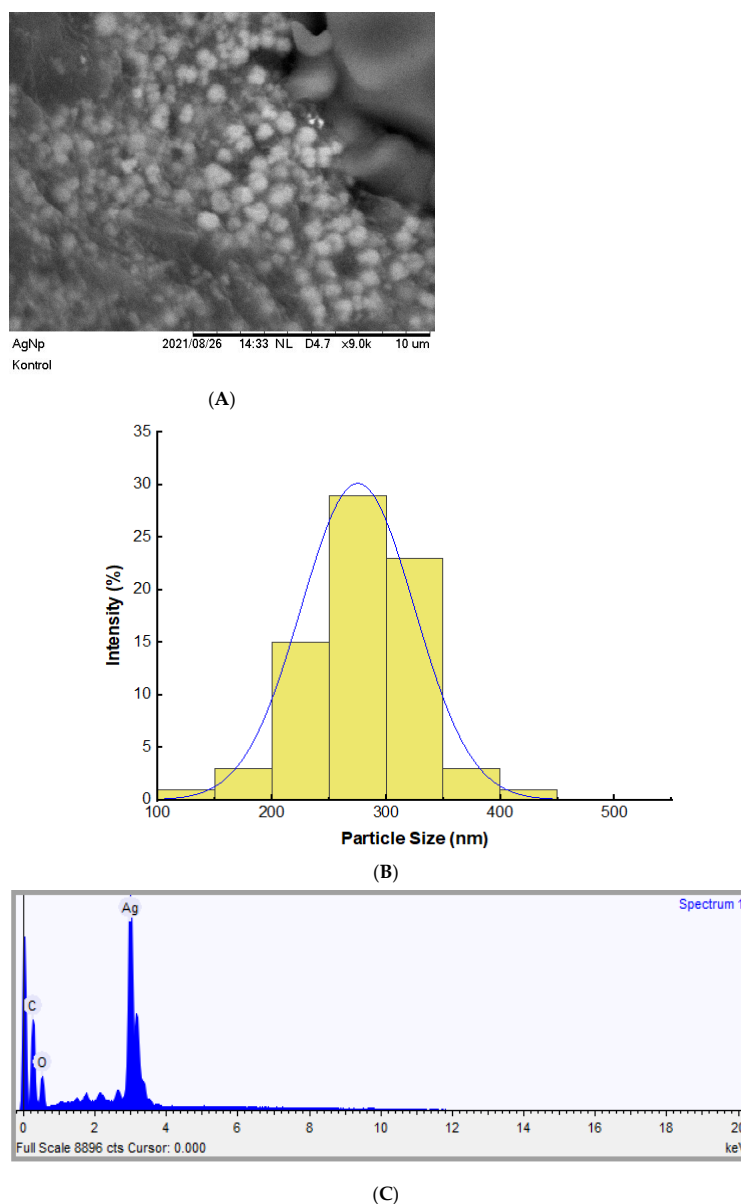 AgNp 2021/08/26 14:33 NL D4.7 x9.0k 10 um
Kontrol
(A)
35
30
25
20
15
10
5
0
Intensity (%)
100 200 300 400 500
Particle Size (nm)
(B)
Spectrum 1
Ag
C
O
0 2 4 6 8 10 12 14 16 18 20
Full Scale 8896 cts Cursor: 0.000 keV
(C)